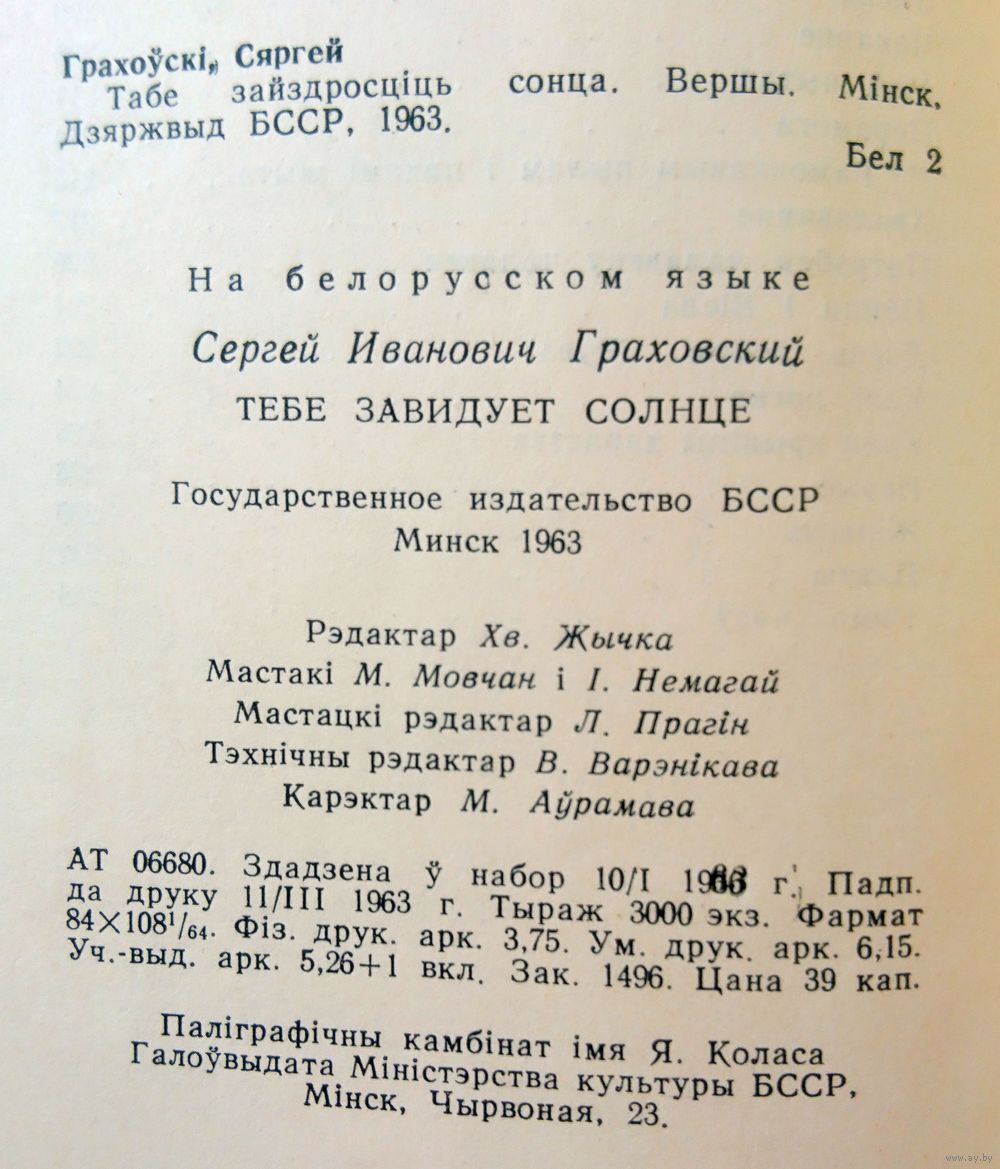 Грахоўскі, Сяргей
Табе зайздросціць сонца. Вершы. Мінск,
Дзяржвыд БССР, 1963.
Бел 2
На белорусском языке
Сергей Иванович Граховский
ТЕБЕ ЗАВИДУЕТ СОЛНЦЕ
Государственное издательство БССР
Минск 1963
Рэдактар Хв. Жычка
Мастакі М. Мовчан і І. Немагай
Мастацкі рэдактар Л. Прагін
Тэхнічны рэдактар В. Варэнікава
Карэктар М. Аўрамава
АТ 06680. Здадзена ў набор 10/I г. Падп.
да друку 11/III 1963 г. Тыраж 3000 экз. Фармат
84×108¹/₆₄. Фіз. друк. арк. 3,75. Ум. друк. арк. 6,15.
Уч.-выд. арк. 5,26+1 вкл. Зак. 1496. Цана 39 кап.
Паліграфічны камбінат імя Я. Коласа
Галоўвыдата Міністэрства культуры БССР,
Мінск, Чырвоная, 23.
www.ay.by